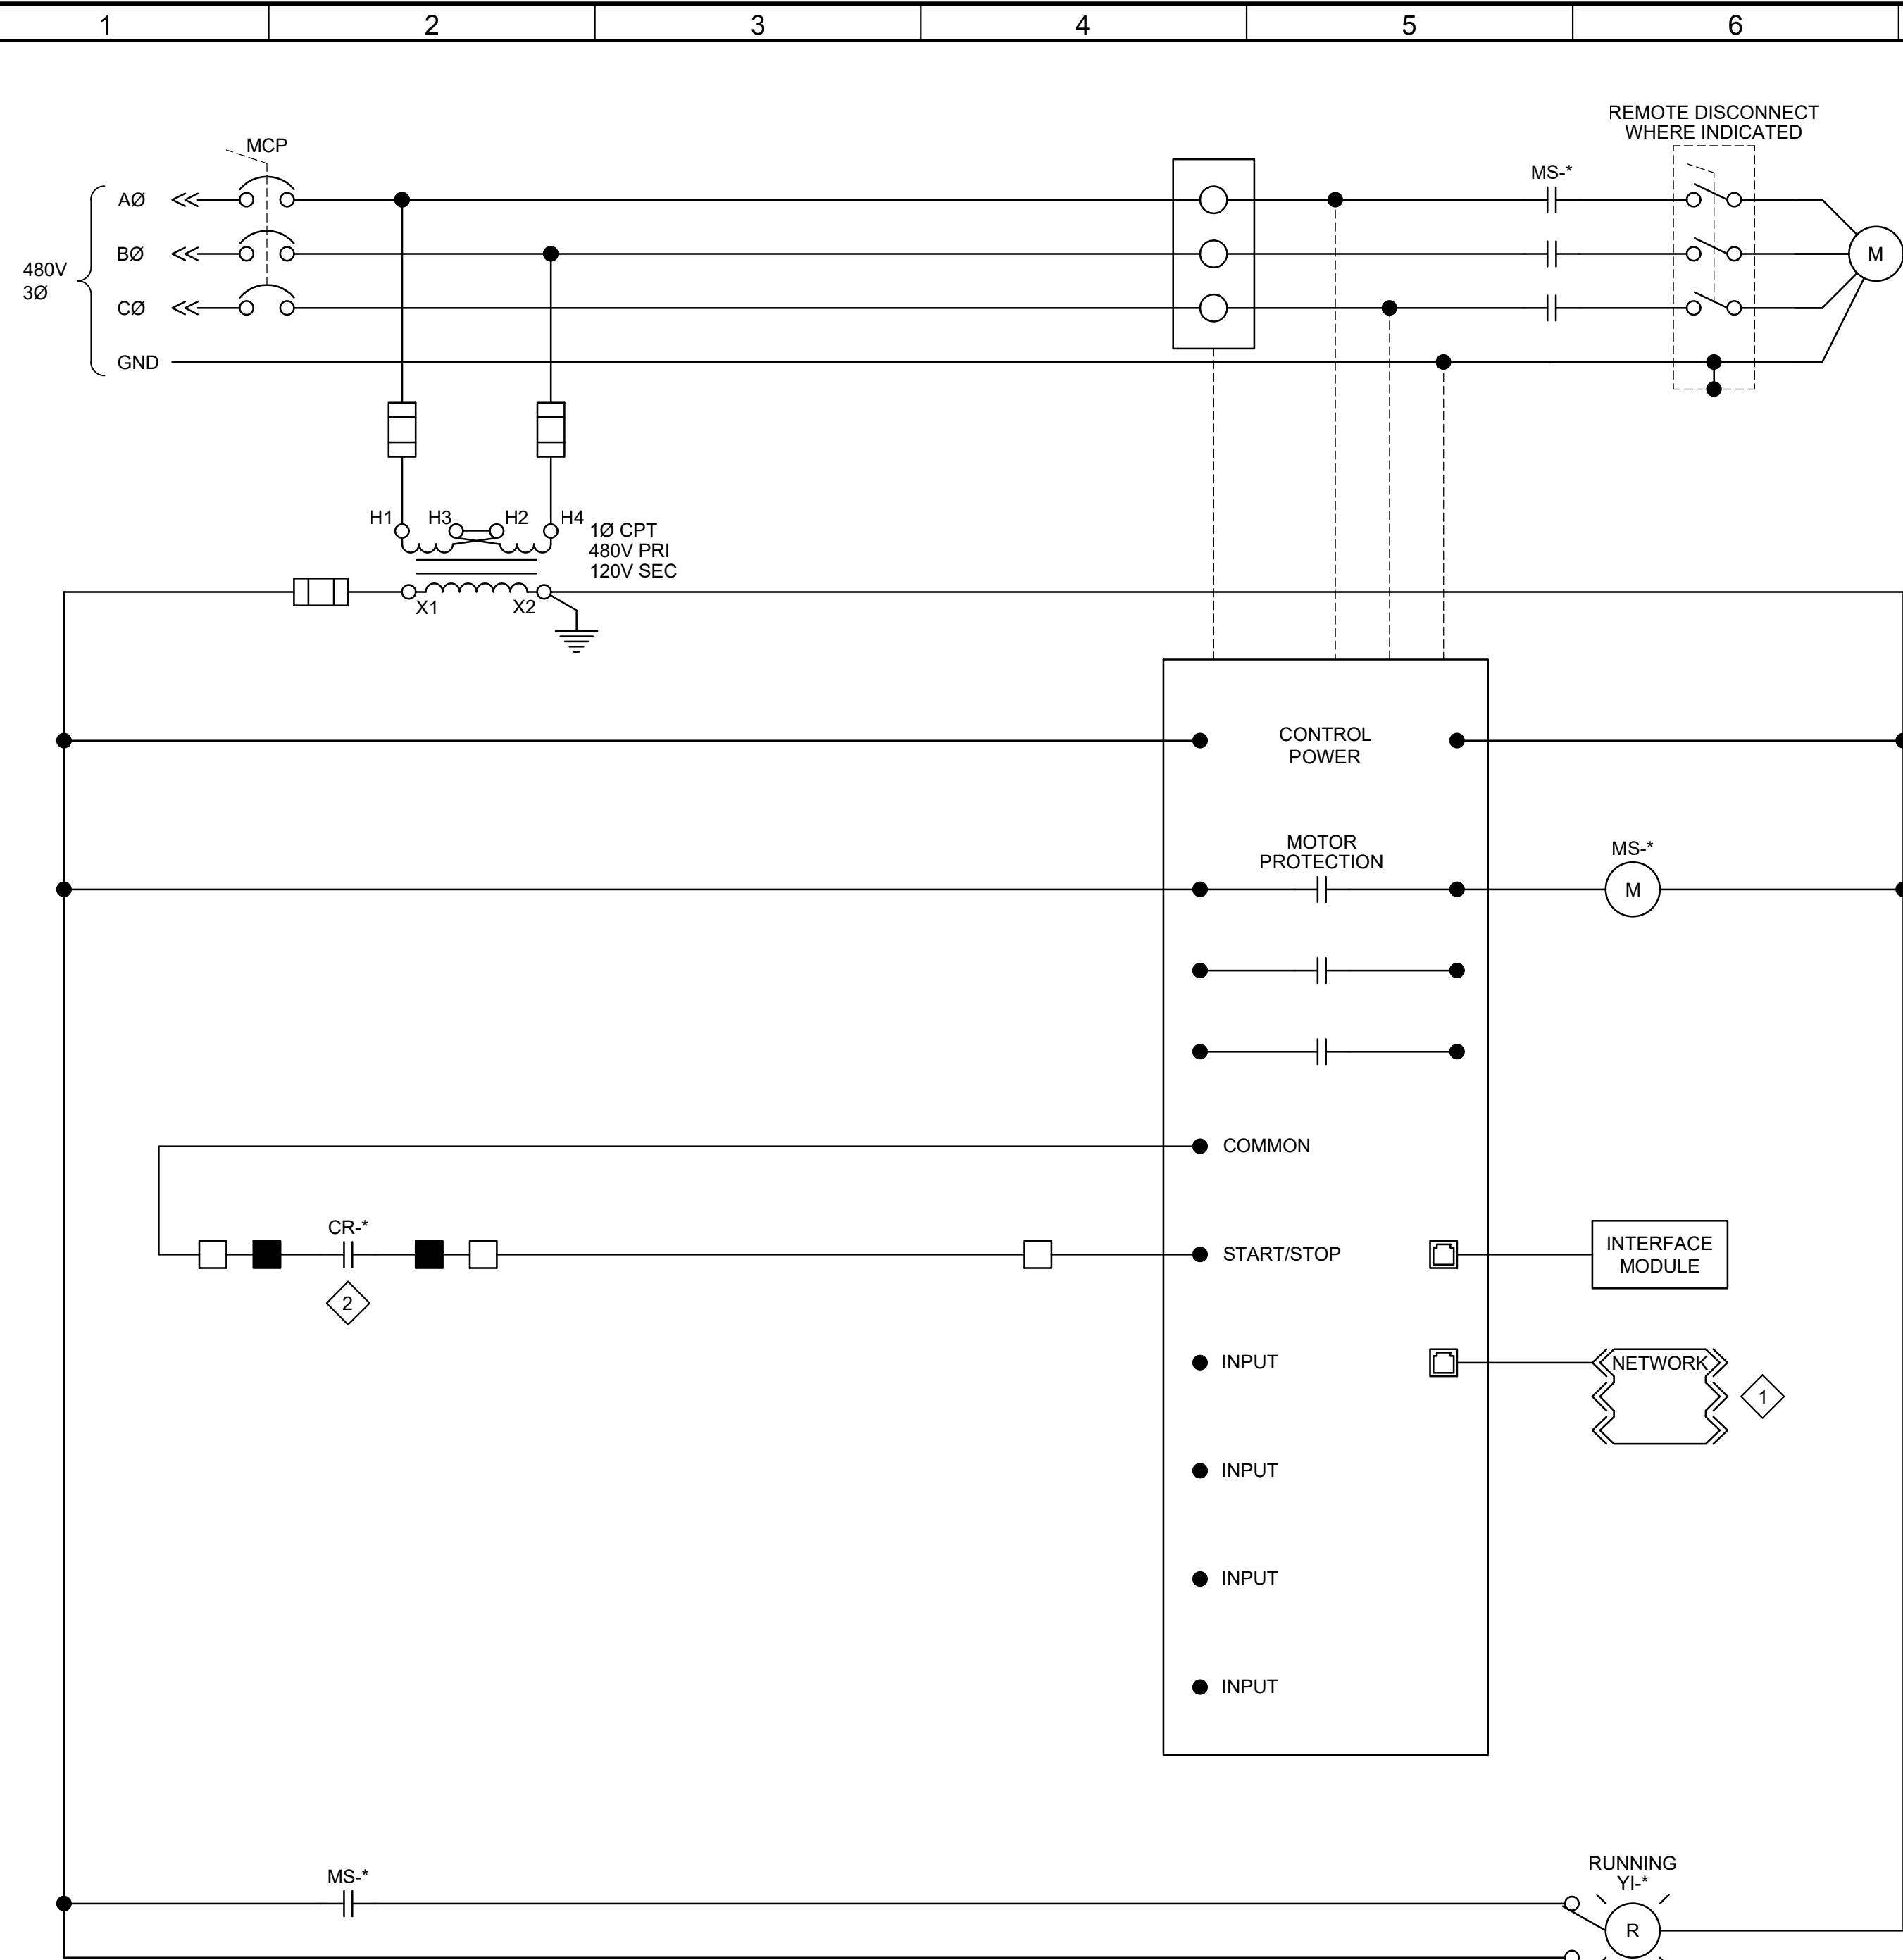 1
2
3
4
5
6
REMOTE DISCONNECT
WHERE INDICATED
MCP
MS-*
AØ
BØ
480V
3Ø
CØ
GND
M
H1
H3
H2
H4
1Ø CPT
480V PRI
120V SEC
X1
X2
CONTROL
POWER
MOTOR
PROTECTION
MS-*
M
COMMON
CR-*
START/STOP
INTERFACE
MODULE
2
INPUT
NETWORK
1
INPUT
INPUT
INPUT
MS-*
RUNNING
YI-*
R